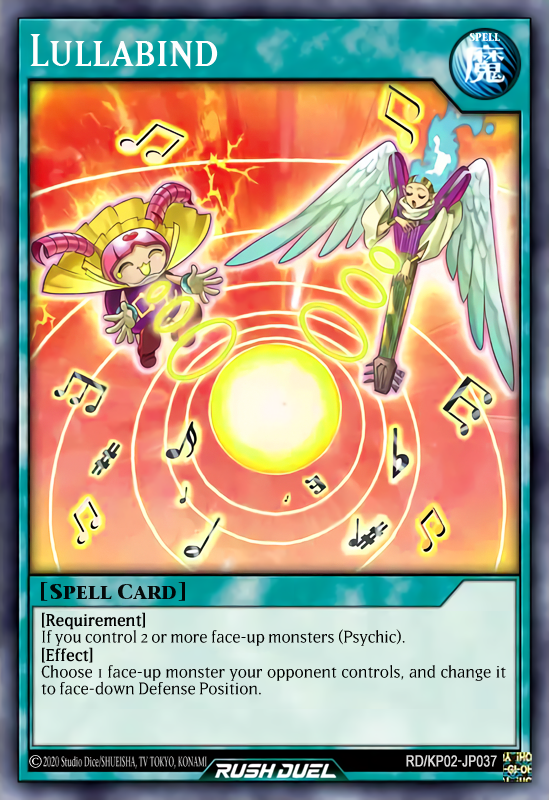 LULLABIND
SPELL
魔
[SPELL CARD]
[Requirement]
If you control 2 or more face-up monsters (Psychic).
[Effect]
Choose 1 face-up monster your opponent controls, and change it
to face-down Defense Position.
©2020 Studio Dice/SHUEISHA, TV TOKYO, KONAMI
RUSH DUEL
RD/KP02-JP037